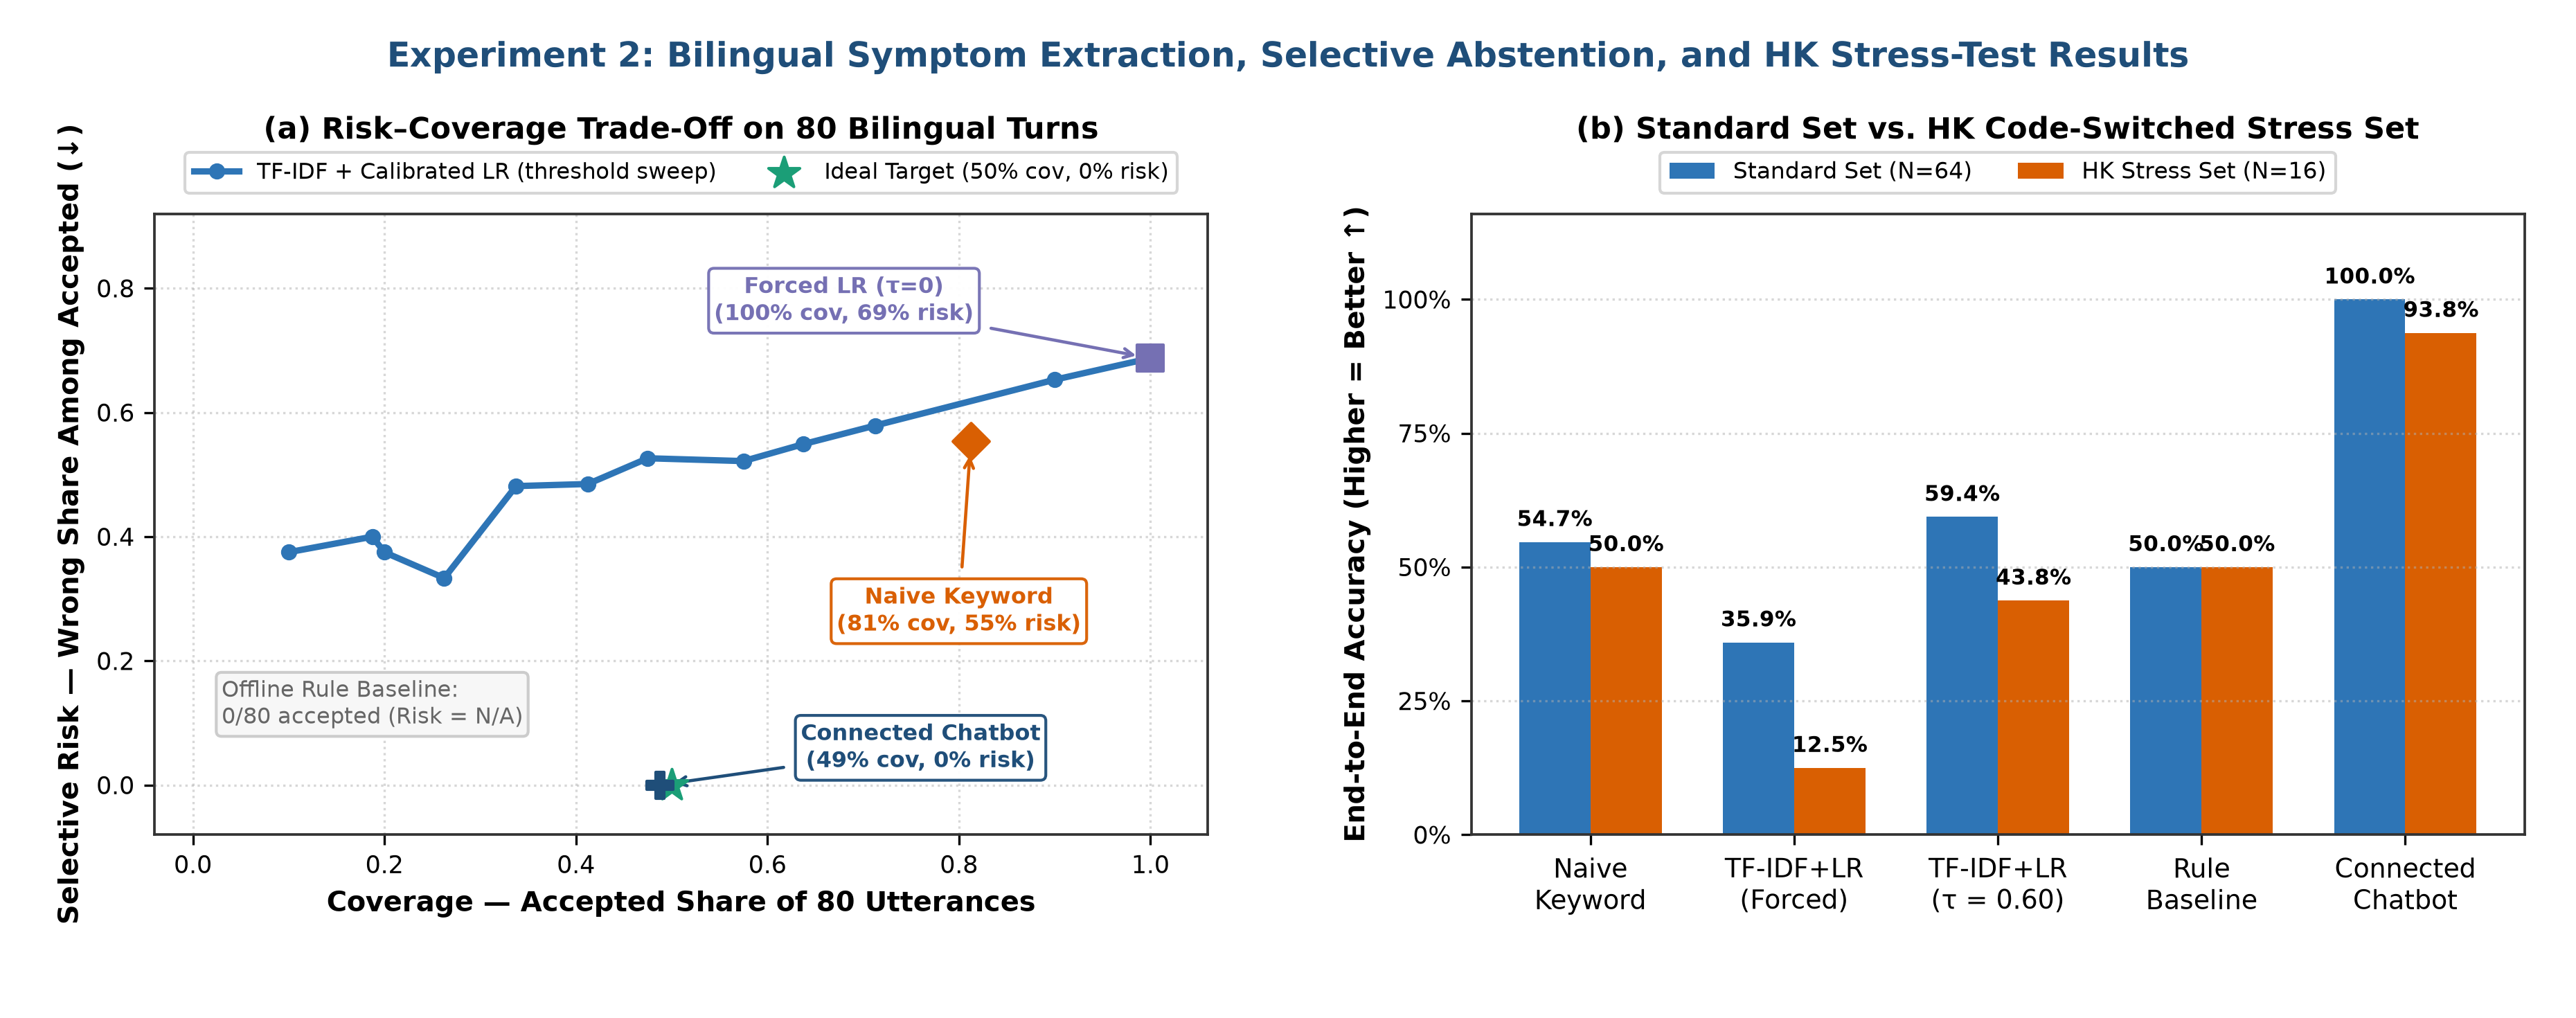 Experiment 2: Bilingual Symptom Extraction, Selective Abstention, and HK Stress-Test Results
(a) Risk–Coverage Trade-Off on 80 Bilingual Turns
TF-IDF + Calibrated LR (threshold sweep)
Ideal Target (50% cov, 0% risk)
Selective Risk — Wrong Share Among Accepted (↓)
0.8
0.6
0.4
0.2
0.0
Forced LR (τ=0)
(100% cov, 69% risk)
Naive Keyword
(81% cov, 55% risk)
Offline Rule Baseline:
0/80 accepted (Risk = N/A)
Connected Chatbot
(49% cov, 0% risk)
0.0 0.2 0.4 0.6 0.8 1.0
Coverage — Accepted Share of 80 Utterances
(b) Standard Set vs. HK Code-Switched Stress Set
Standard Set (N=64)
HK Stress Set (N=16)
End-to-End Accuracy (Higher = Better ↑)
100%
75%
50%
25%
0%
54.7% 50.0%
35.9% 12.5%
59.4% 43.8%
50.0% 50.0%
100.0% 93.8%
Naive
Keyword
TF-IDF+LR
(Forced)
TF-IDF+LR
(τ = 0.60)
Rule
Baseline
Connected
Chatbot